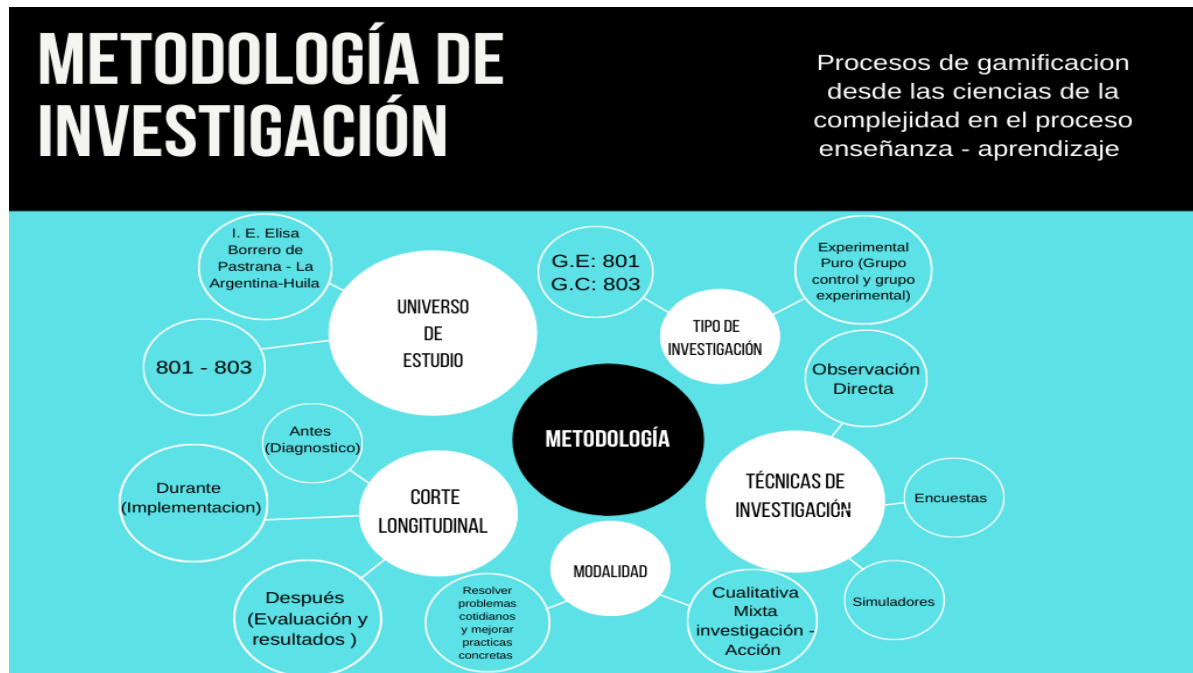 METODOLOGÍA DE
INVESTIGACIÓN
Procesos de gamificacion
desde las ciencias de la
complejidad en el proceso
enseñanza - aprendizaje
I. E. Elisa
Borrero de
Pastrana - La
Argentina-Huila
801 - 803
UNIVERSO
DE
ESTUDIO
G.E: 801
G.C: 803
TIPO DE
INVESTIGACIÓN
Experimental
Puro (Grupo
control y grupo
experimental)
METODOLOGÍA
Observación
Directa
TÉCNICAS DE
INVESTIGACIÓN
Encuestas
Simuladores
Antes
(Diagnostico)
Durante
(Implementacion)
CORTE
LONGITUDINAL
Después
(Evaluación y
resultados )
MODALIDAD
Resolver
problemas
cotidianos
y mejorar
practicas
concretas
Cualitativa
Mixta
investigación -
Acción